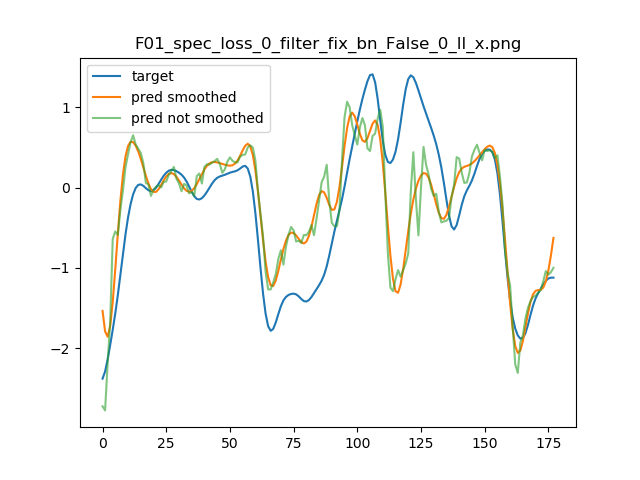 F01_spec_loss_0_filter_fix_bn_False_0_ll_x.png
target
pred smoothed
pred not smoothed
1
0
−1
−2
0 25 50 75 100 125 150 175